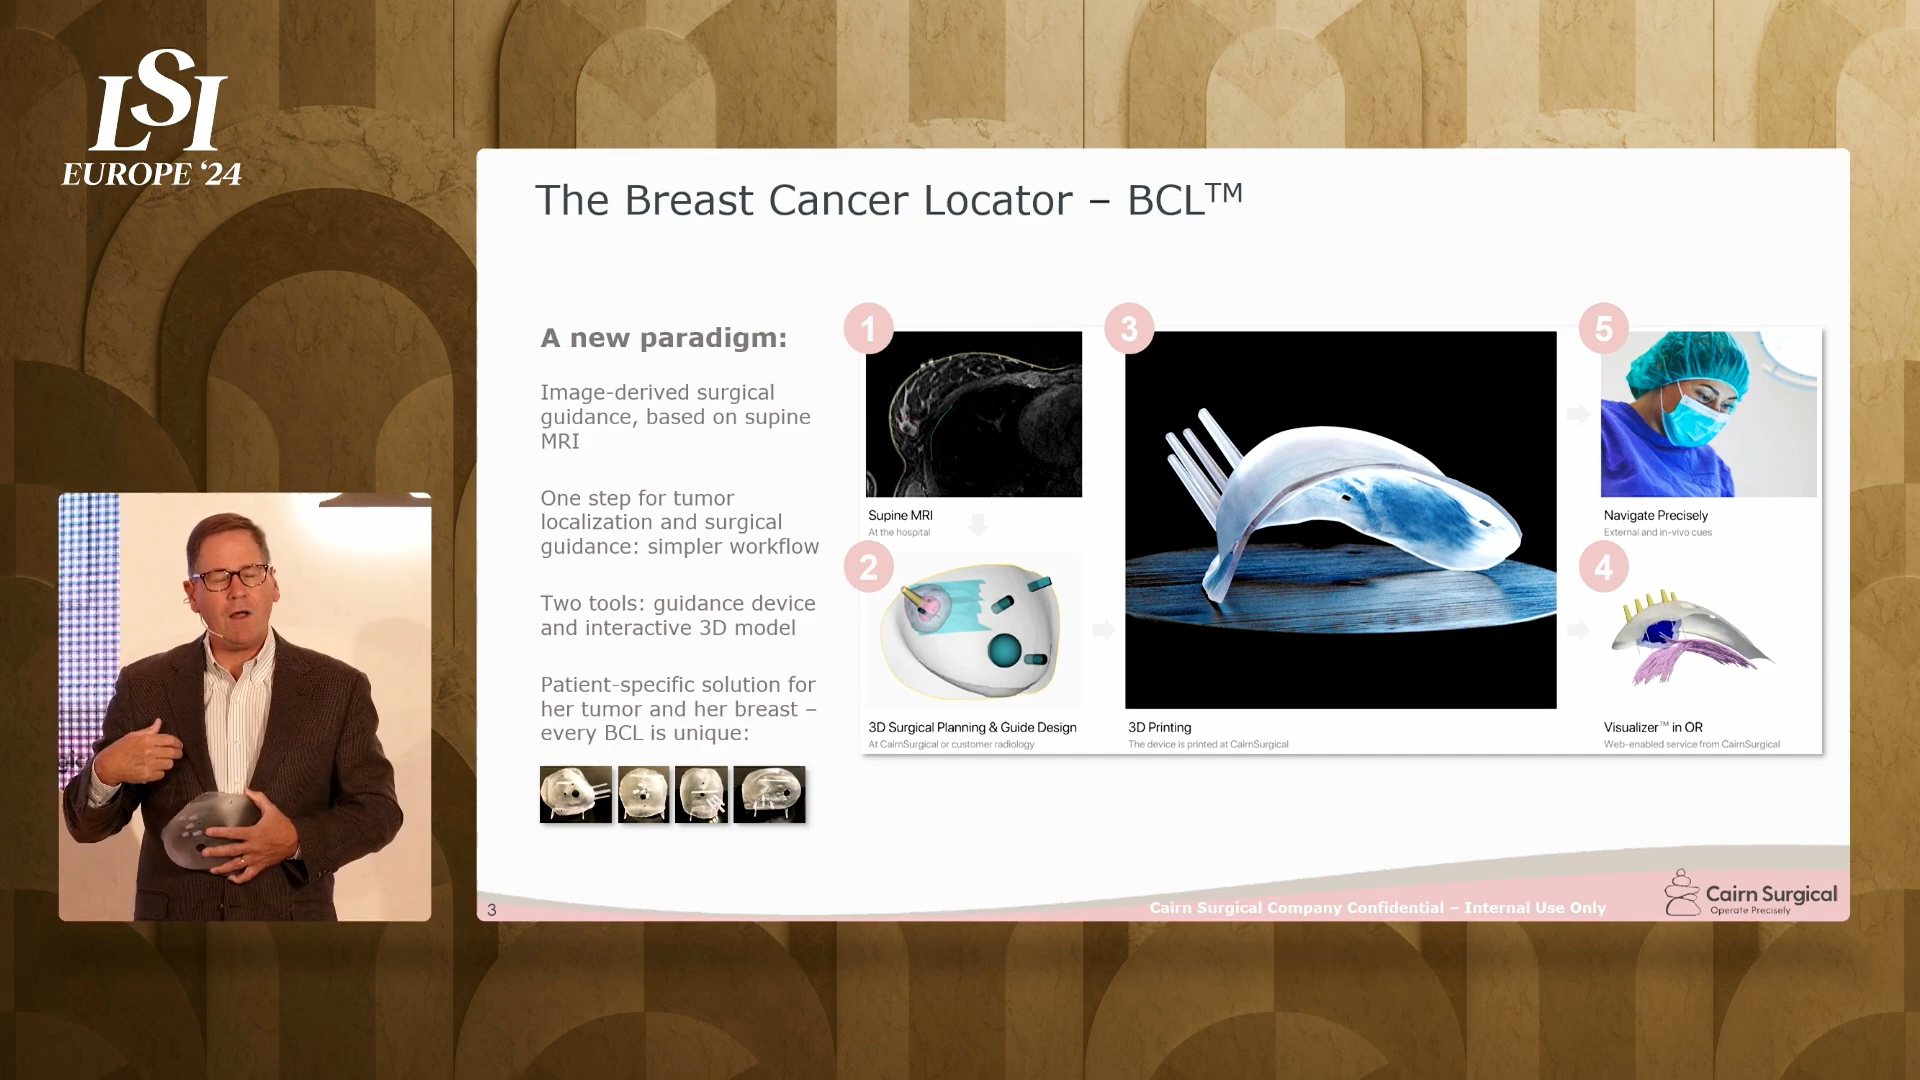 LSI
EUROPE ‘24
The Breast Cancer Locator – BCL™
A new paradigm:
Image-derived surgical
guidance, based on supine
MRI
One step for tumor
localization and surgical
guidance: simpler workflow
Two tools: guidance device
and interactive 3D model
Patient-specific solution for
her tumor and her breast –
every BCL is unique:
1
Supine MRI
At the hospital
2
3D Surgical Planning & Guide Design
At CairnSurgical or customer radiology
3
3D Printing
The device is printed at CairnSurgical
5
Navigate Precisely
External and in-vivo cues
4
Visualizer™ in OR
Web-enabled service from CairnSurgical
3
Cairn Surgical Company Confidential – Internal Use Only
Cairn Surgical
Operate Precisely